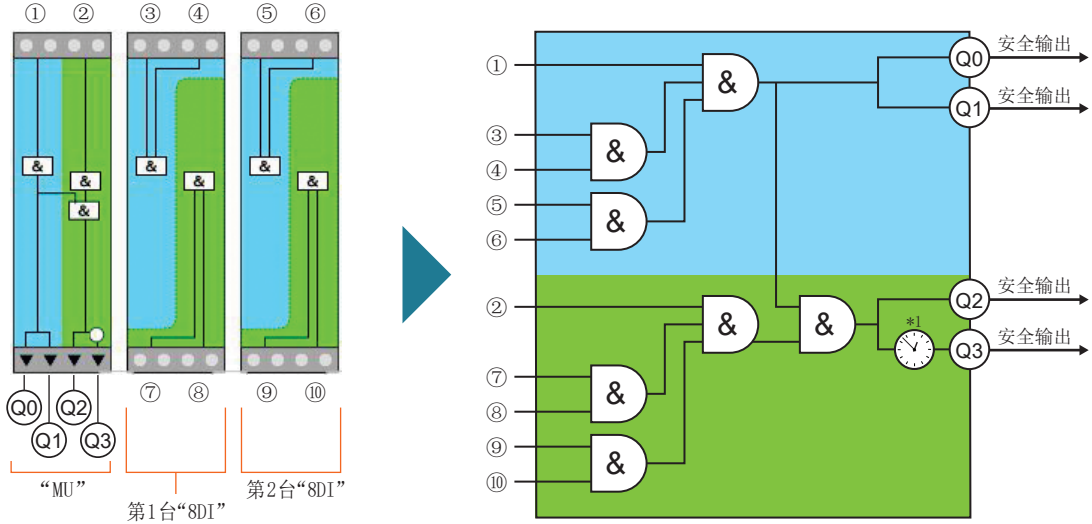 ① ② ③ ④ ⑤ ⑥
& & & & & & &
Q0 Q2
Q1 Q3
⑦ ⑧ ⑨ ⑩
“MU”
第1台“8DI”
第2台“8DI”
① & Q0 安全输出
Q1 安全输出
③ &
④
⑤ &
⑥
② & & Q2 安全输出
*1 Q3 安全输出
⑦ &
⑧
⑨ &
⑩